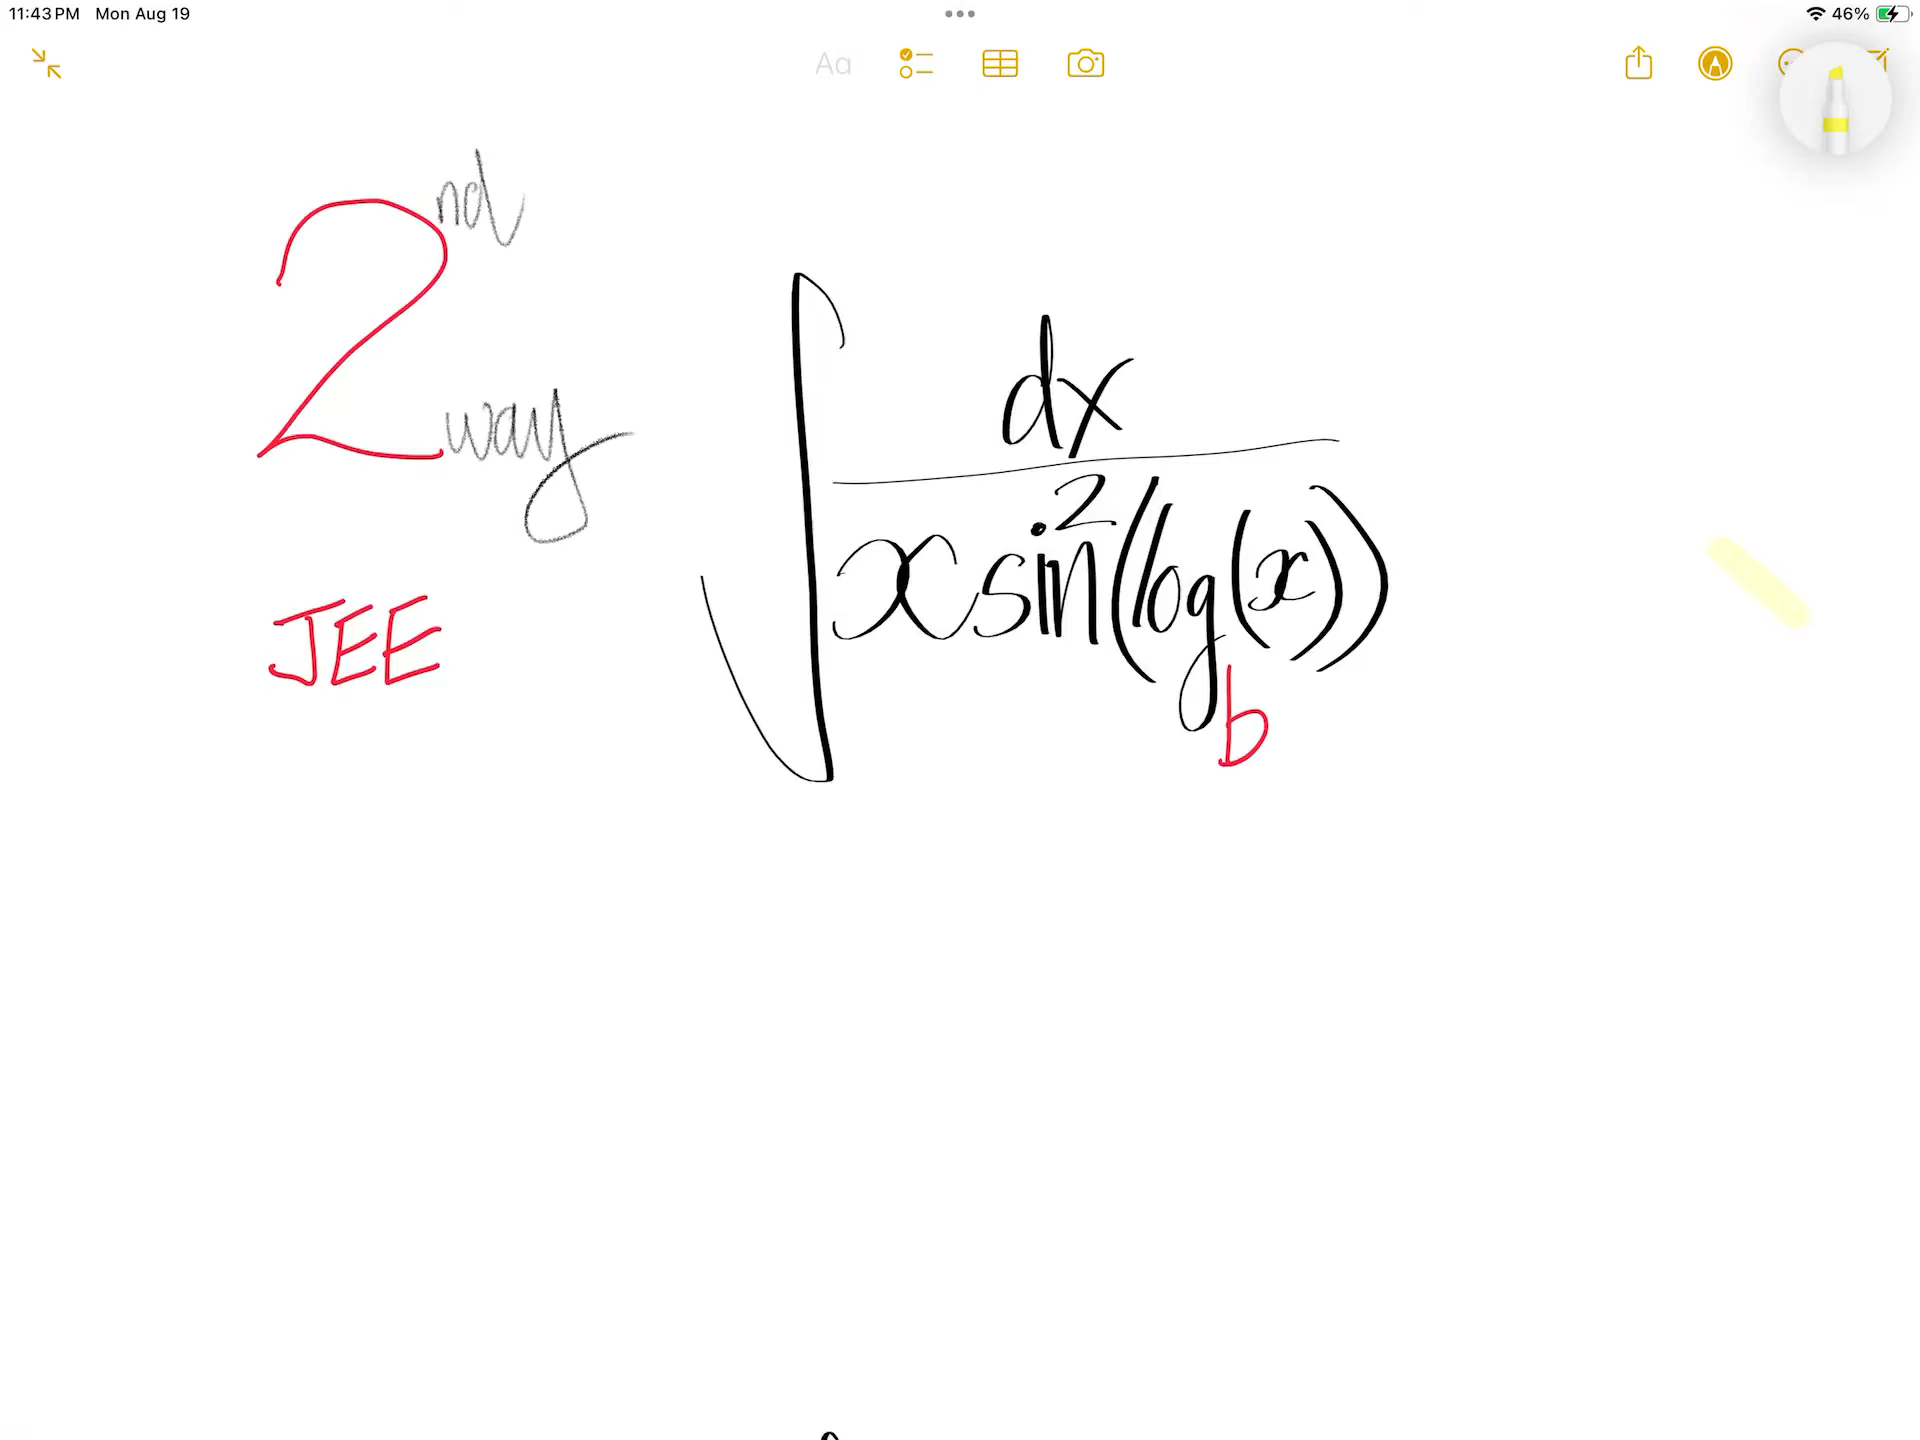 11:43 PM Mon Aug 19
46%
Aa
2nd
way
JEE
∫ dx
x sin²(log_b(x))